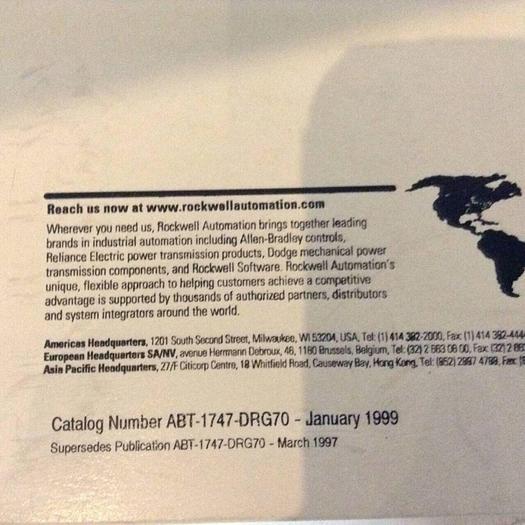 Reach us now at www.rockwellautomation.com
Wherever you need us, Rockwell Automation brings together leading
brands in industrial automation including Allen-Bradley controls,
Reliance Electric power transmission products, Dodge mechanical power
transmission components, and Rockwell Software. Rockwell Automation's
unique, flexible approach to helping customers achieve a competitive
advantage is supported by thousands of authorized partners, distributors
and system integrators around the world.
Americas Headquarters, 1201 South Second Street, Milwaukee, WI 53204, USA, Tel: (1) 414 382-2000, Fax: (1) 414 382-444
European Headquarters SA/NV, avenue Herrmann Debroux, 46, 1160 Brussels, Belgium, Tel: (32) 2 663 06 00, Fax: (32) 2 66
Asia Pacific Headquarters, 27/F Citicorp Centre, 18 Whitfield Road, Causeway Bay, Hong Kong, Tel: (852) 2887 4788, Fax:
Catalog Number ABT-1747-DRG70 - January 1999
Supersedes Publication ABT-1747-DRG70 - March 1997